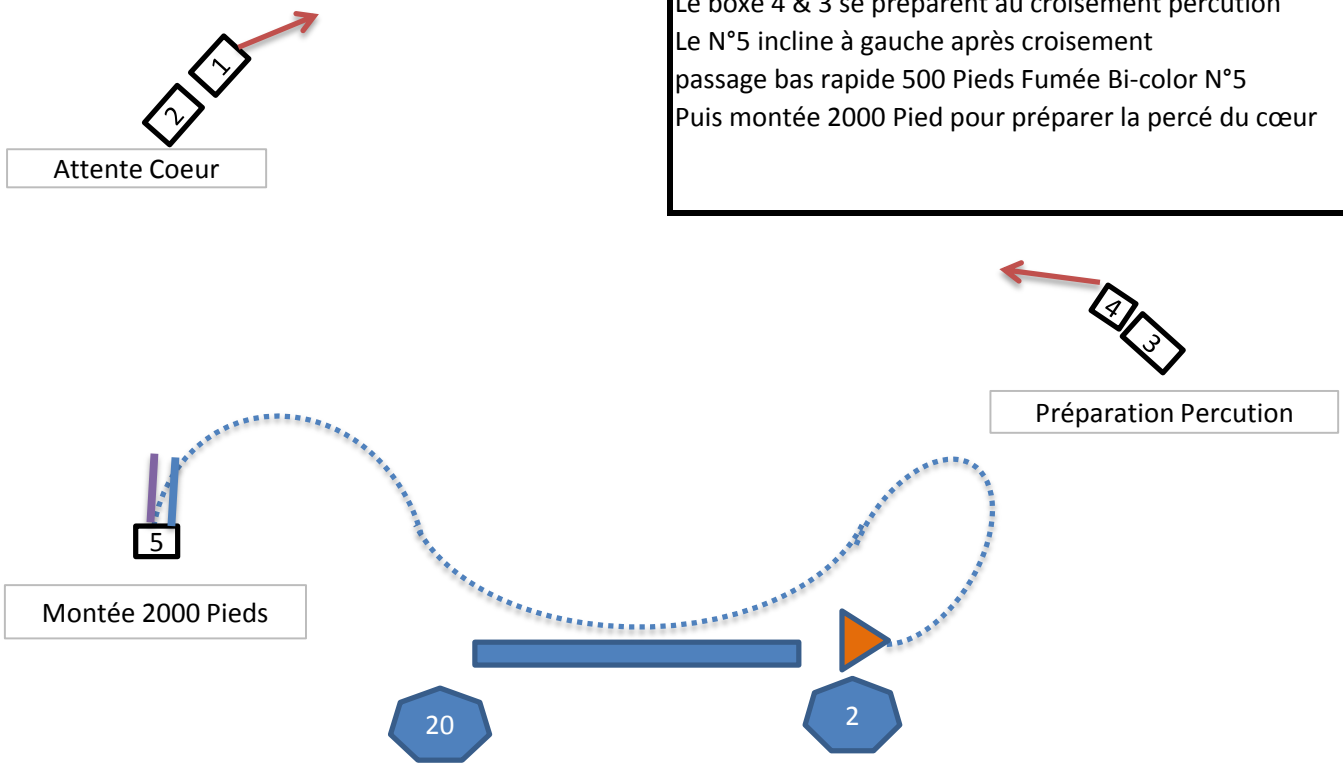 Le boxe 4 & 3 se préparent au croisement percution
Le N°5 incline à gauche après croisement
passage bas rapide 500 Pieds Fumée Bi-color N°5
Puis montée 2000 Pied pour préparer la percé du cœur
1
2
Attente Coeur
4
3
Préparation Percution
5
Montée 2000 Pieds
20
2